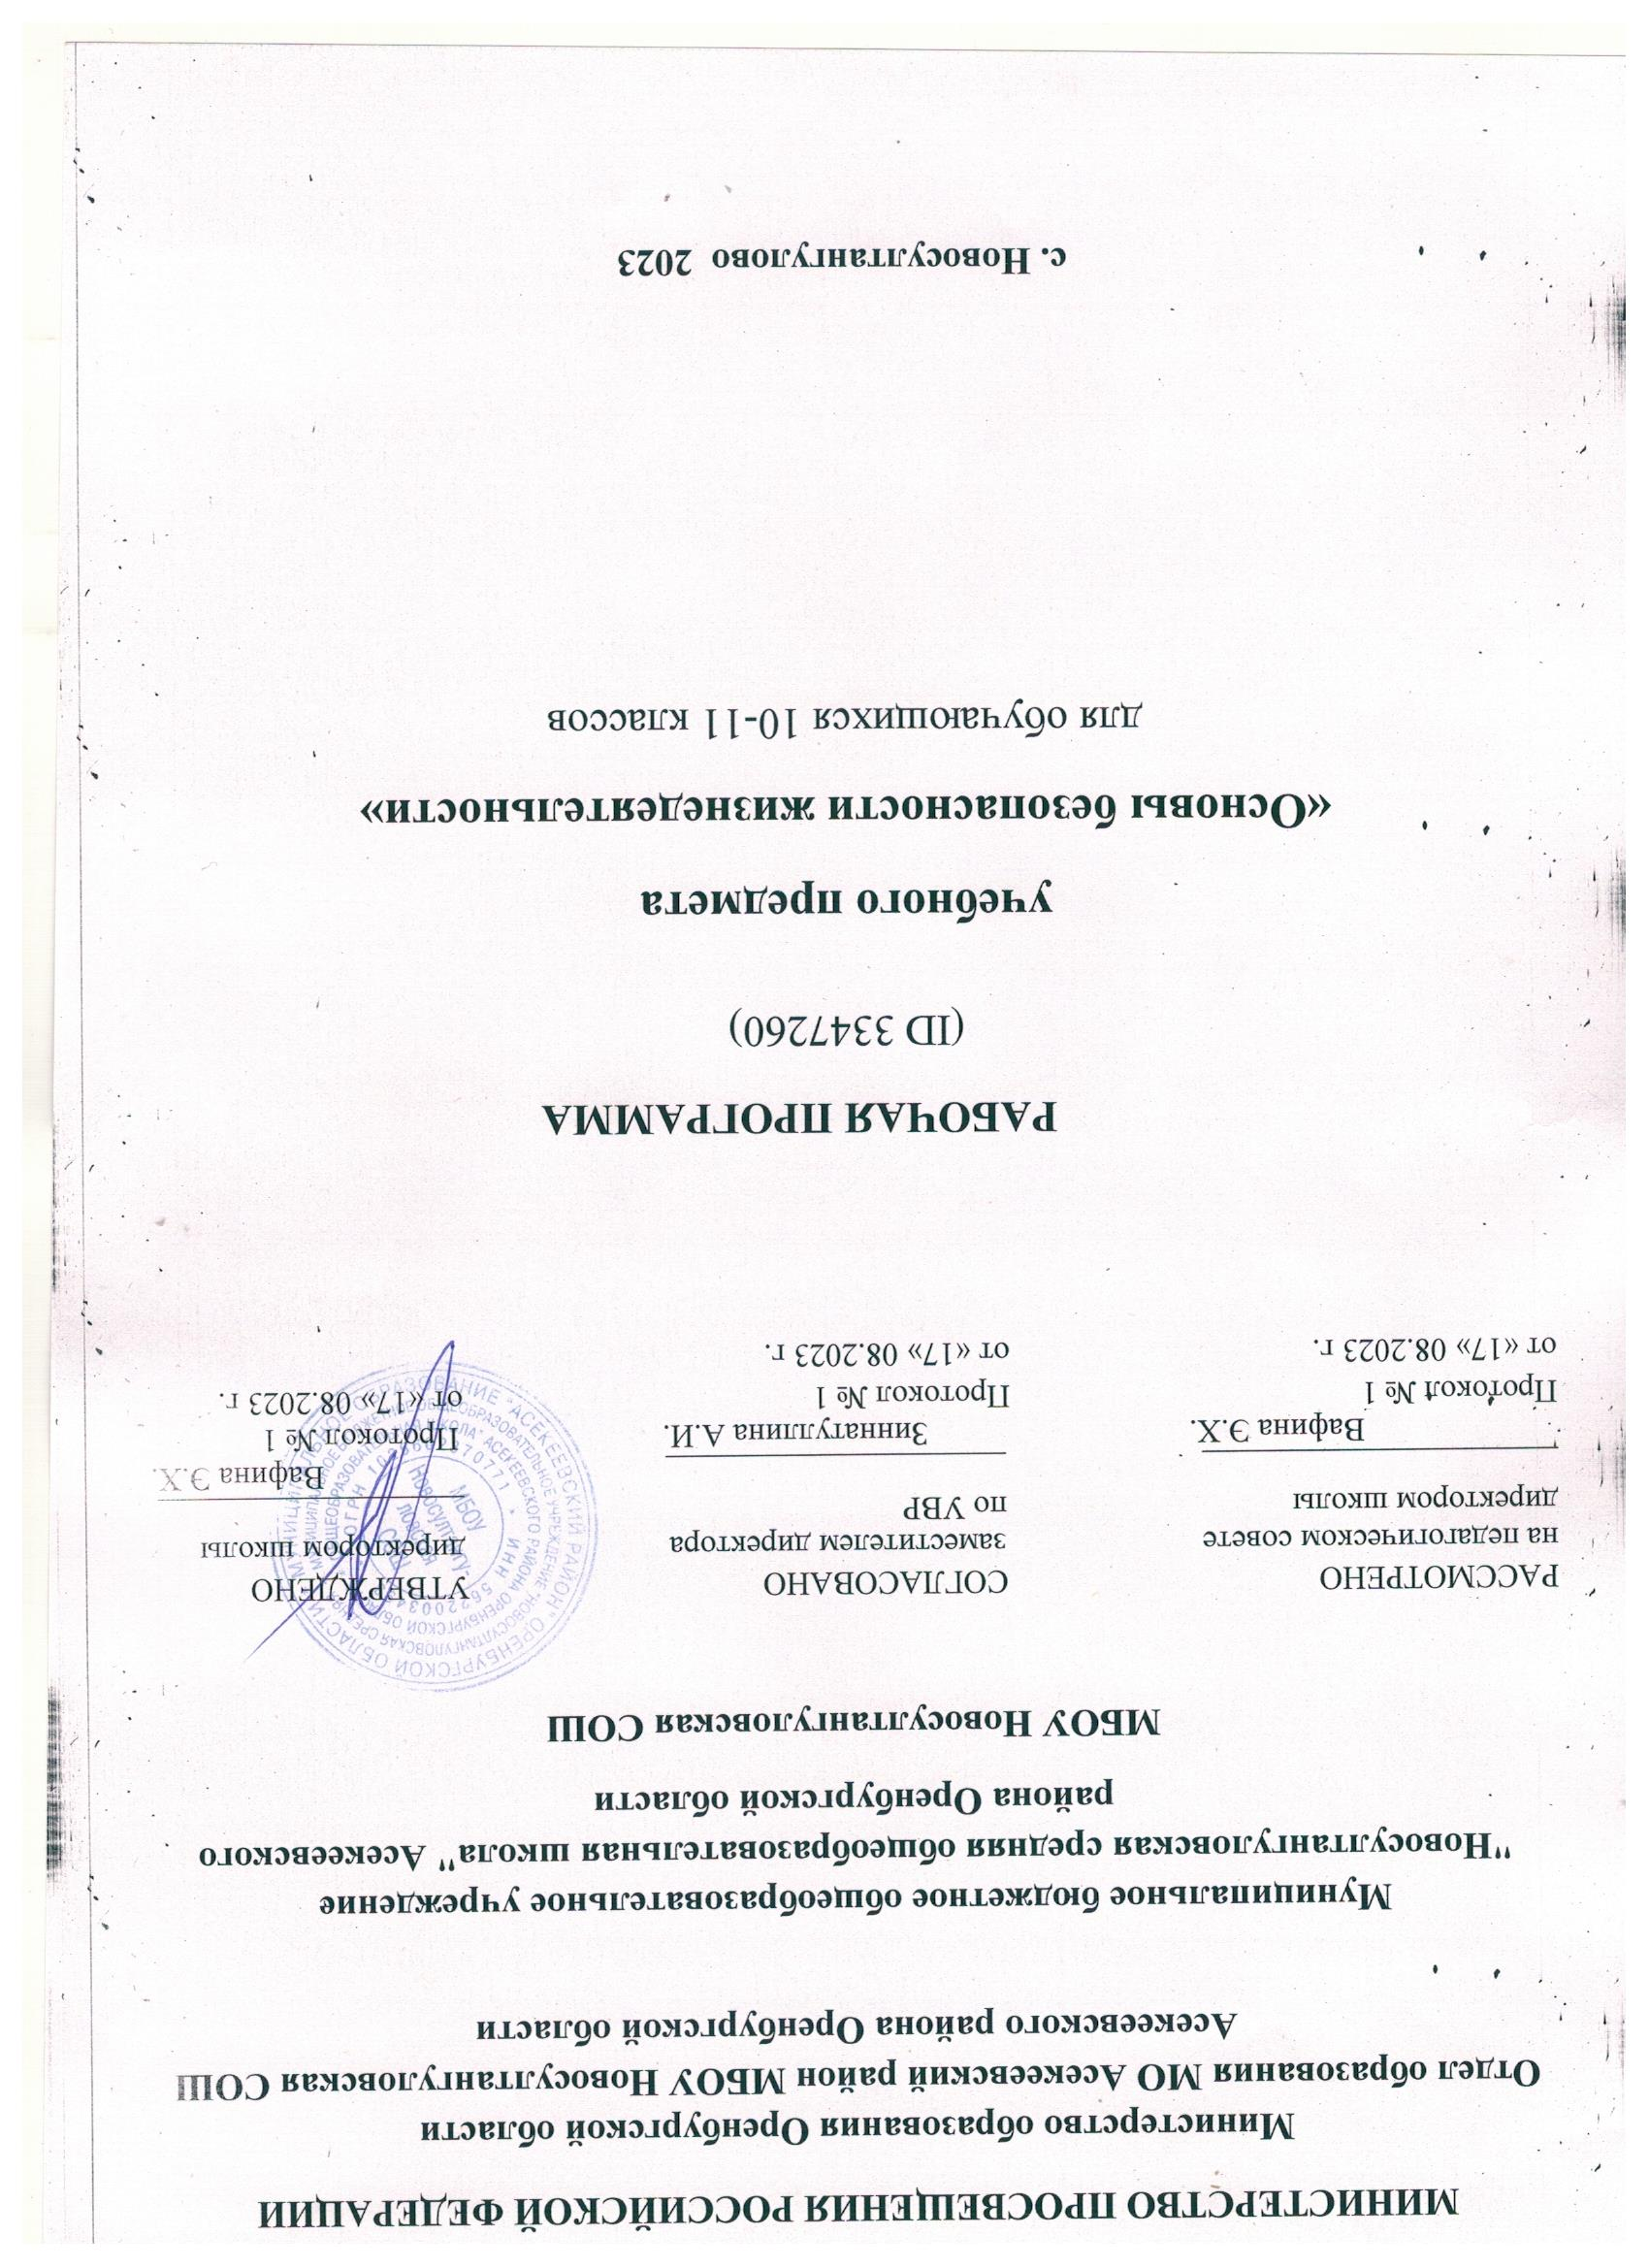 МИНИСТЕРСТВО ПРОСВЕЩЕНИЯ РОССИЙСКОЙ ФЕДЕРАЦИИ
Министерство образования Оренбургской области
Отдел образования МО Асекеевский район МБОУ Новосултангуловская СОШ
Асекеевского района Оренбургской области
Муниципальное бюджетное общеобразовательное учреждение
"Новосултангуловская средняя общеобразовательная школа" Асекеевского
района Оренбургской области
МБОУ Новосултангуловская СОШ
РАССМОТРЕНО
на педагогическом совете
директором школы
Вафина Э.Х.
Протокол № 1
от «17» 08.2023 г.
СОГЛАСОВАНО
заместителем директора
по УВР
Зиннатуллина А.И.
Протокол № 1
от «17» 08.2023 г.
УТВЕРЖДЕНО
директором школы
Вафина Э.Х.
Протокол № 1
от «17» 08.2023 г.
РАБОЧАЯ ПРОГРАММА
(ID 3347260)
учебного предмета
«Основы безопасности жизнедеятельности»
для обучающихся 10-11 классов
с. Новосултангулово 2023